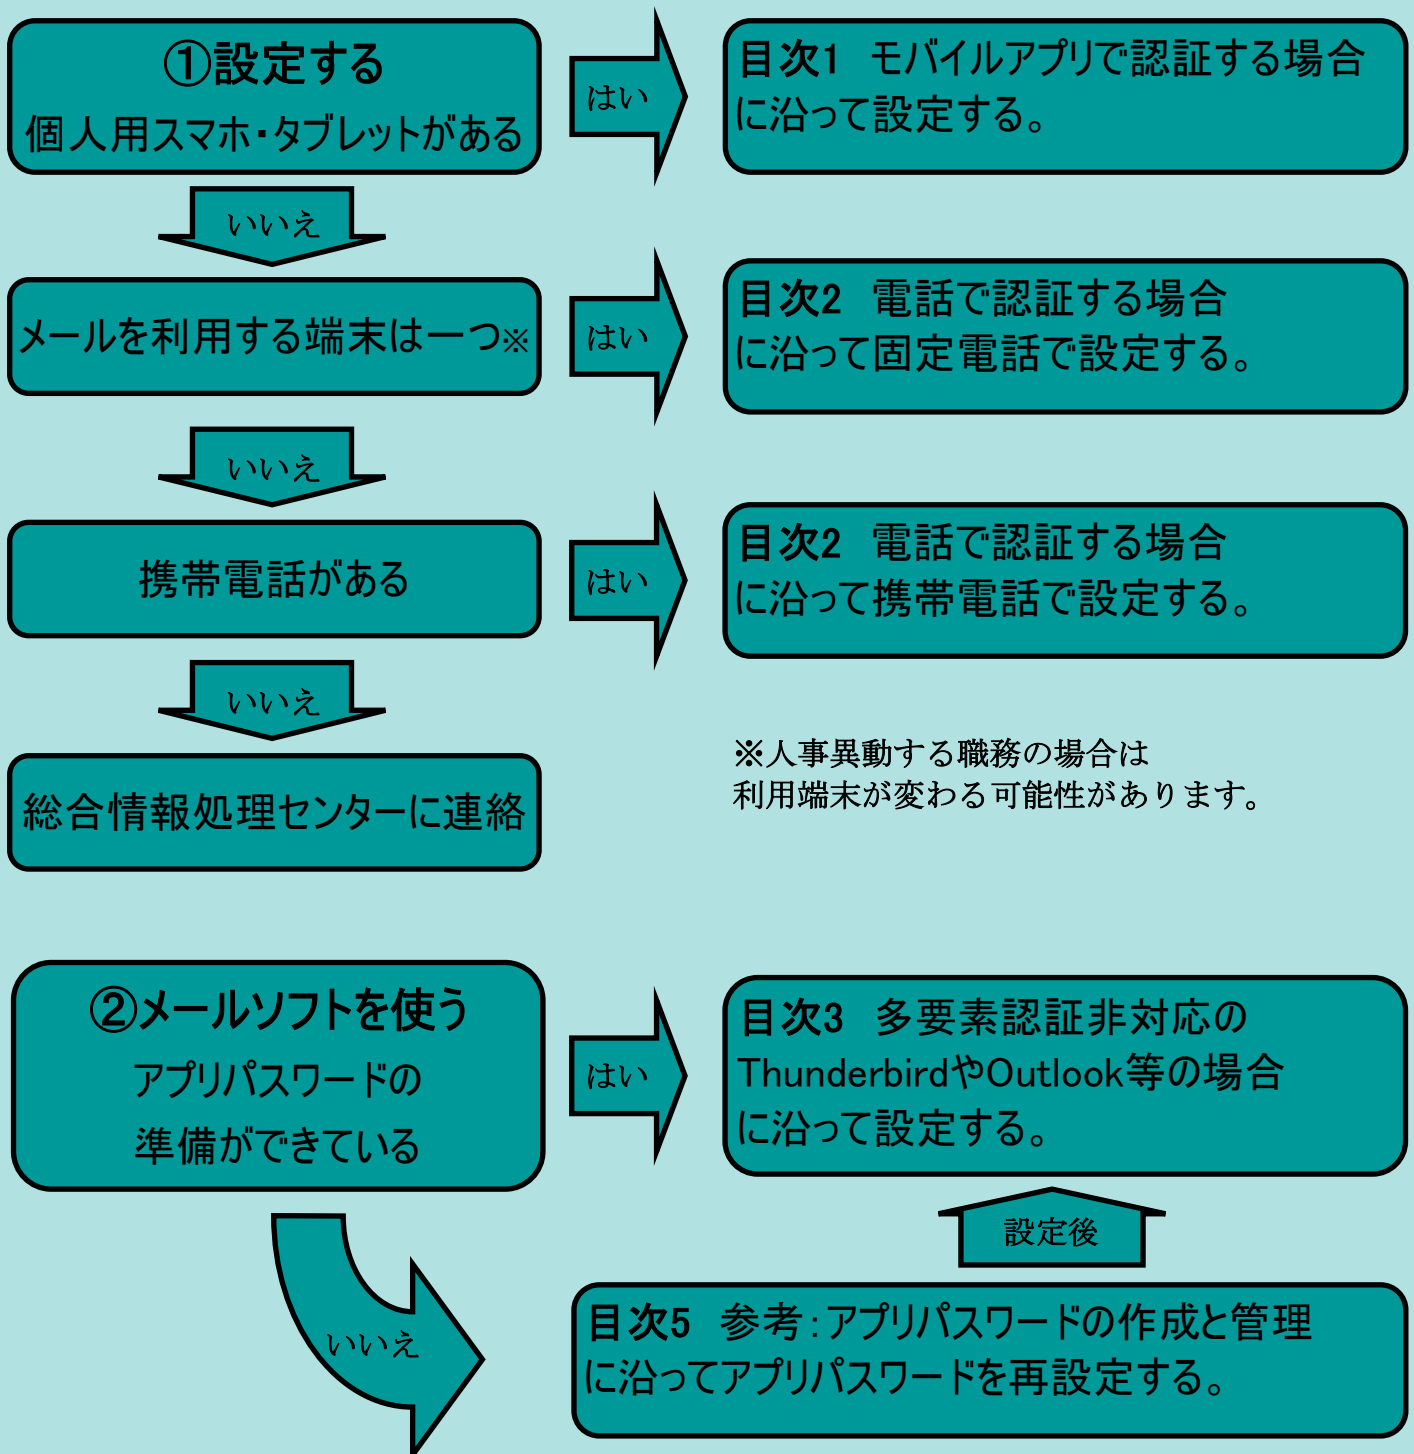 ①設定する
個人用スマホ・タブレットがある
はい
目次1 モバイルアプリで認証する場合
に沿って設定する。
いいえ
メールを利用する端末は一つ※
はい
目次2 電話で認証する場合
に沿って固定電話で設定する。
いいえ
携帯電話がある
はい
目次2 電話で認証する場合
に沿って携帯電話で設定する。
いいえ
総合情報処理センターに連絡
※人事異動する職務の場合は
利用端末が変わる可能性があります。
②メールソフトを使う
アプリパスワードの
準備ができている
はい
目次3 多要素認証非対応の
ThunderbirdやOutlook等の場合
に沿って設定する。
いいえ
設定後
目次5 参考:アプリパスワードの作成と管理
に沿ってアプリパスワードを再設定する。